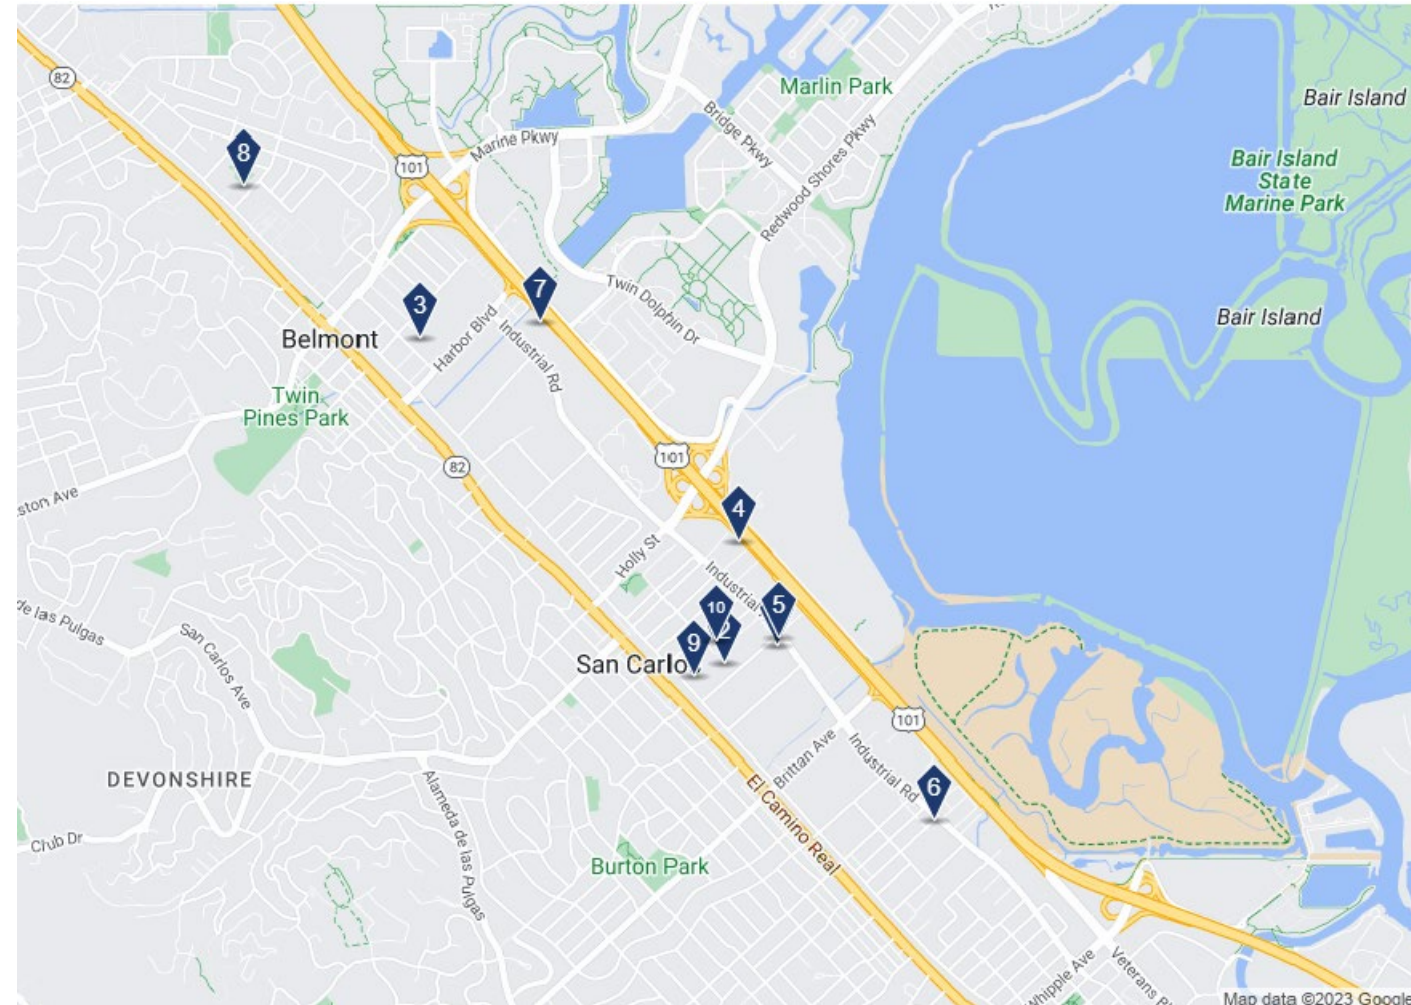 82
8
101
Marine Pkwy
Bridge Pkwy
Marlin Park
Redwood Shores Pkwy
Bair Island
Bair Island
State
Marine Park
3
7
Twin Dolphin Dr
Bair Island
Belmont
Harbor Blvd
Industrial Rd
Twin
Pines Park
82
101
ston Ave
4
Holly St
Industrial
10
5
9
2
San Carlos
de las Pulgas
San Carlos Ave
101
DEVONSHIRE
Brittan Ave
Industrial Rd
6
El Camino Real
Alameda de las Pulgas
Club Dr
Burton Park
Whipple Ave
Veterans
Map data ©2023 Google